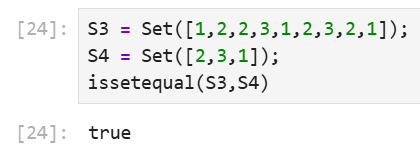 [24]: S3 = Set([1,2,2,3,1,2,3,2,1]);
S4 = Set([2,3,1]);
issetequal(S3,S4)
[24]: true